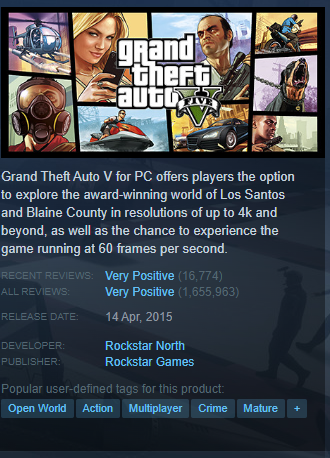 grand
theft
auto
V
FIVE
Grand Theft Auto V for PC offers players the option
to explore the award-winning world of Los Santos
and Blaine County in resolutions of up to 4k and
beyond, as well as the chance to experience the
game running at 60 frames per second.
RECENT REVIEWS: Very Positive (16,774)
ALL REVIEWS: Very Positive (1,655,963)
RELEASE DATE: 14 Apr, 2015
DEVELOPER: Rockstar North
PUBLISHER: Rockstar Games
Popular user-defined tags for this product:
Open World Action Multiplayer Crime Mature +